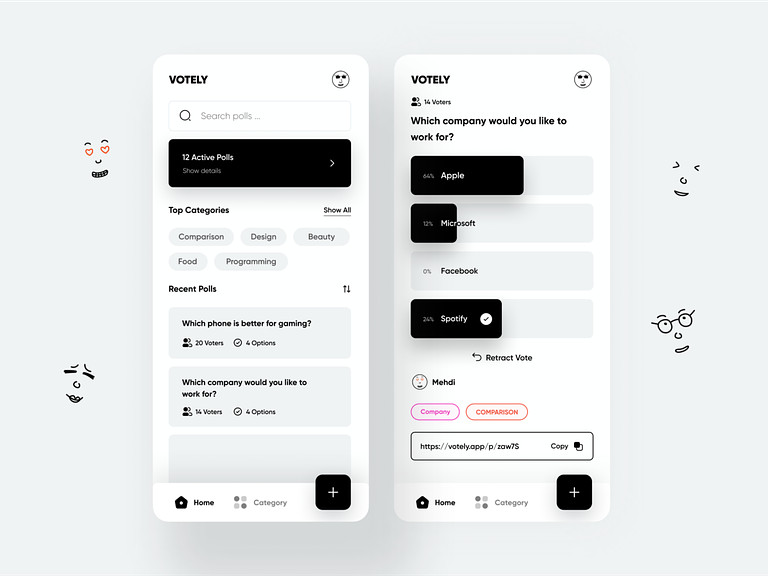 VOTELY
Search polls ...
12 Active Polls
Show details
Top Categories
Show All
Comparison
Design
Beauty
Food
Programming
Recent Polls
Which phone is better for gaming?
20 Voters
4 Options
Which company would you like to
work for?
14 Voters
4 Options
Home
Category
VOTELY
14 Voters
Which company would you like to
work for?
64% Apple
12% Microsoft
0% Facebook
24% Spotify
Retract Vote
Mehdi
Company
COMPARISON
https://votely.app/p/zaw7S
Copy
Home
Category